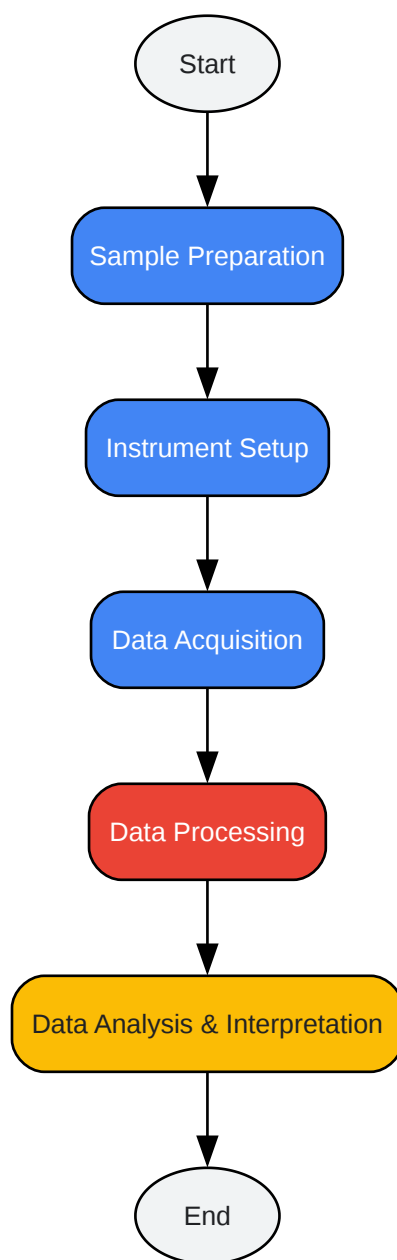 Start
Sample Preparation
Instrument Setup
Data Acquisition
Data Processing
Data Analysis & Interpretation
End